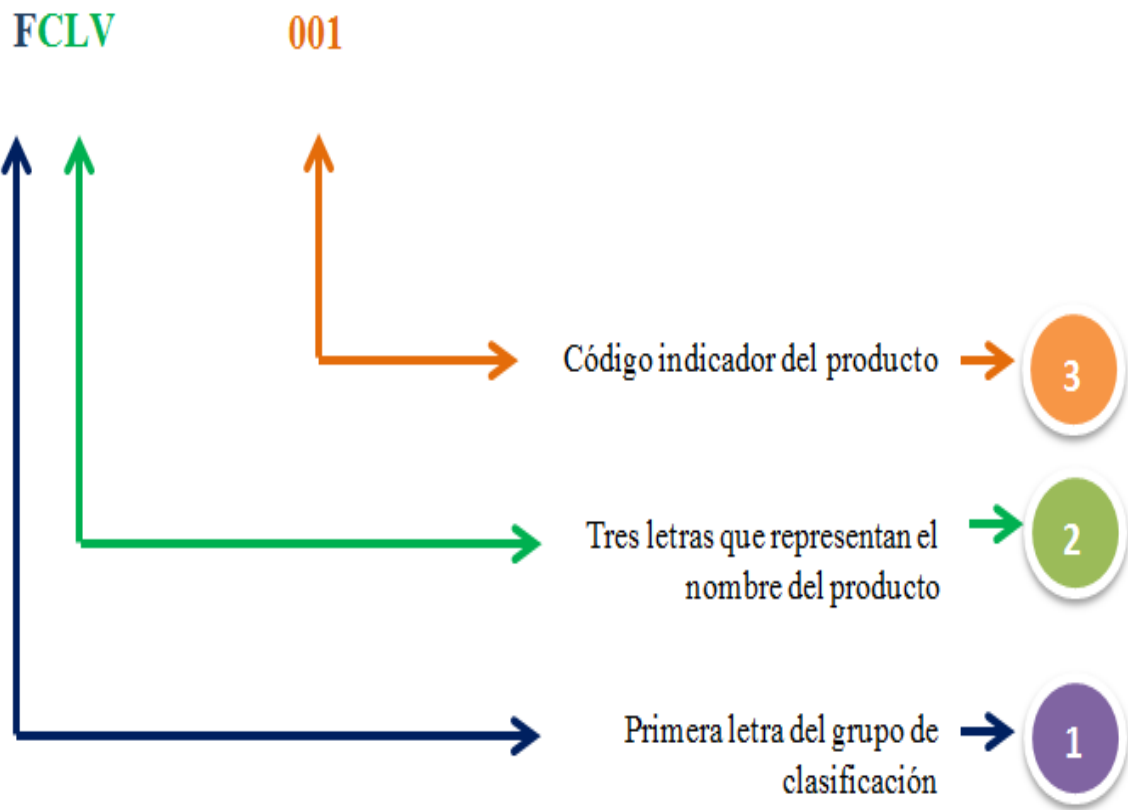 FCLV 001
Código indicador del producto
3
Tres letras que representan el
nombre del producto
2
Primera letra del grupo de
clasificación
1